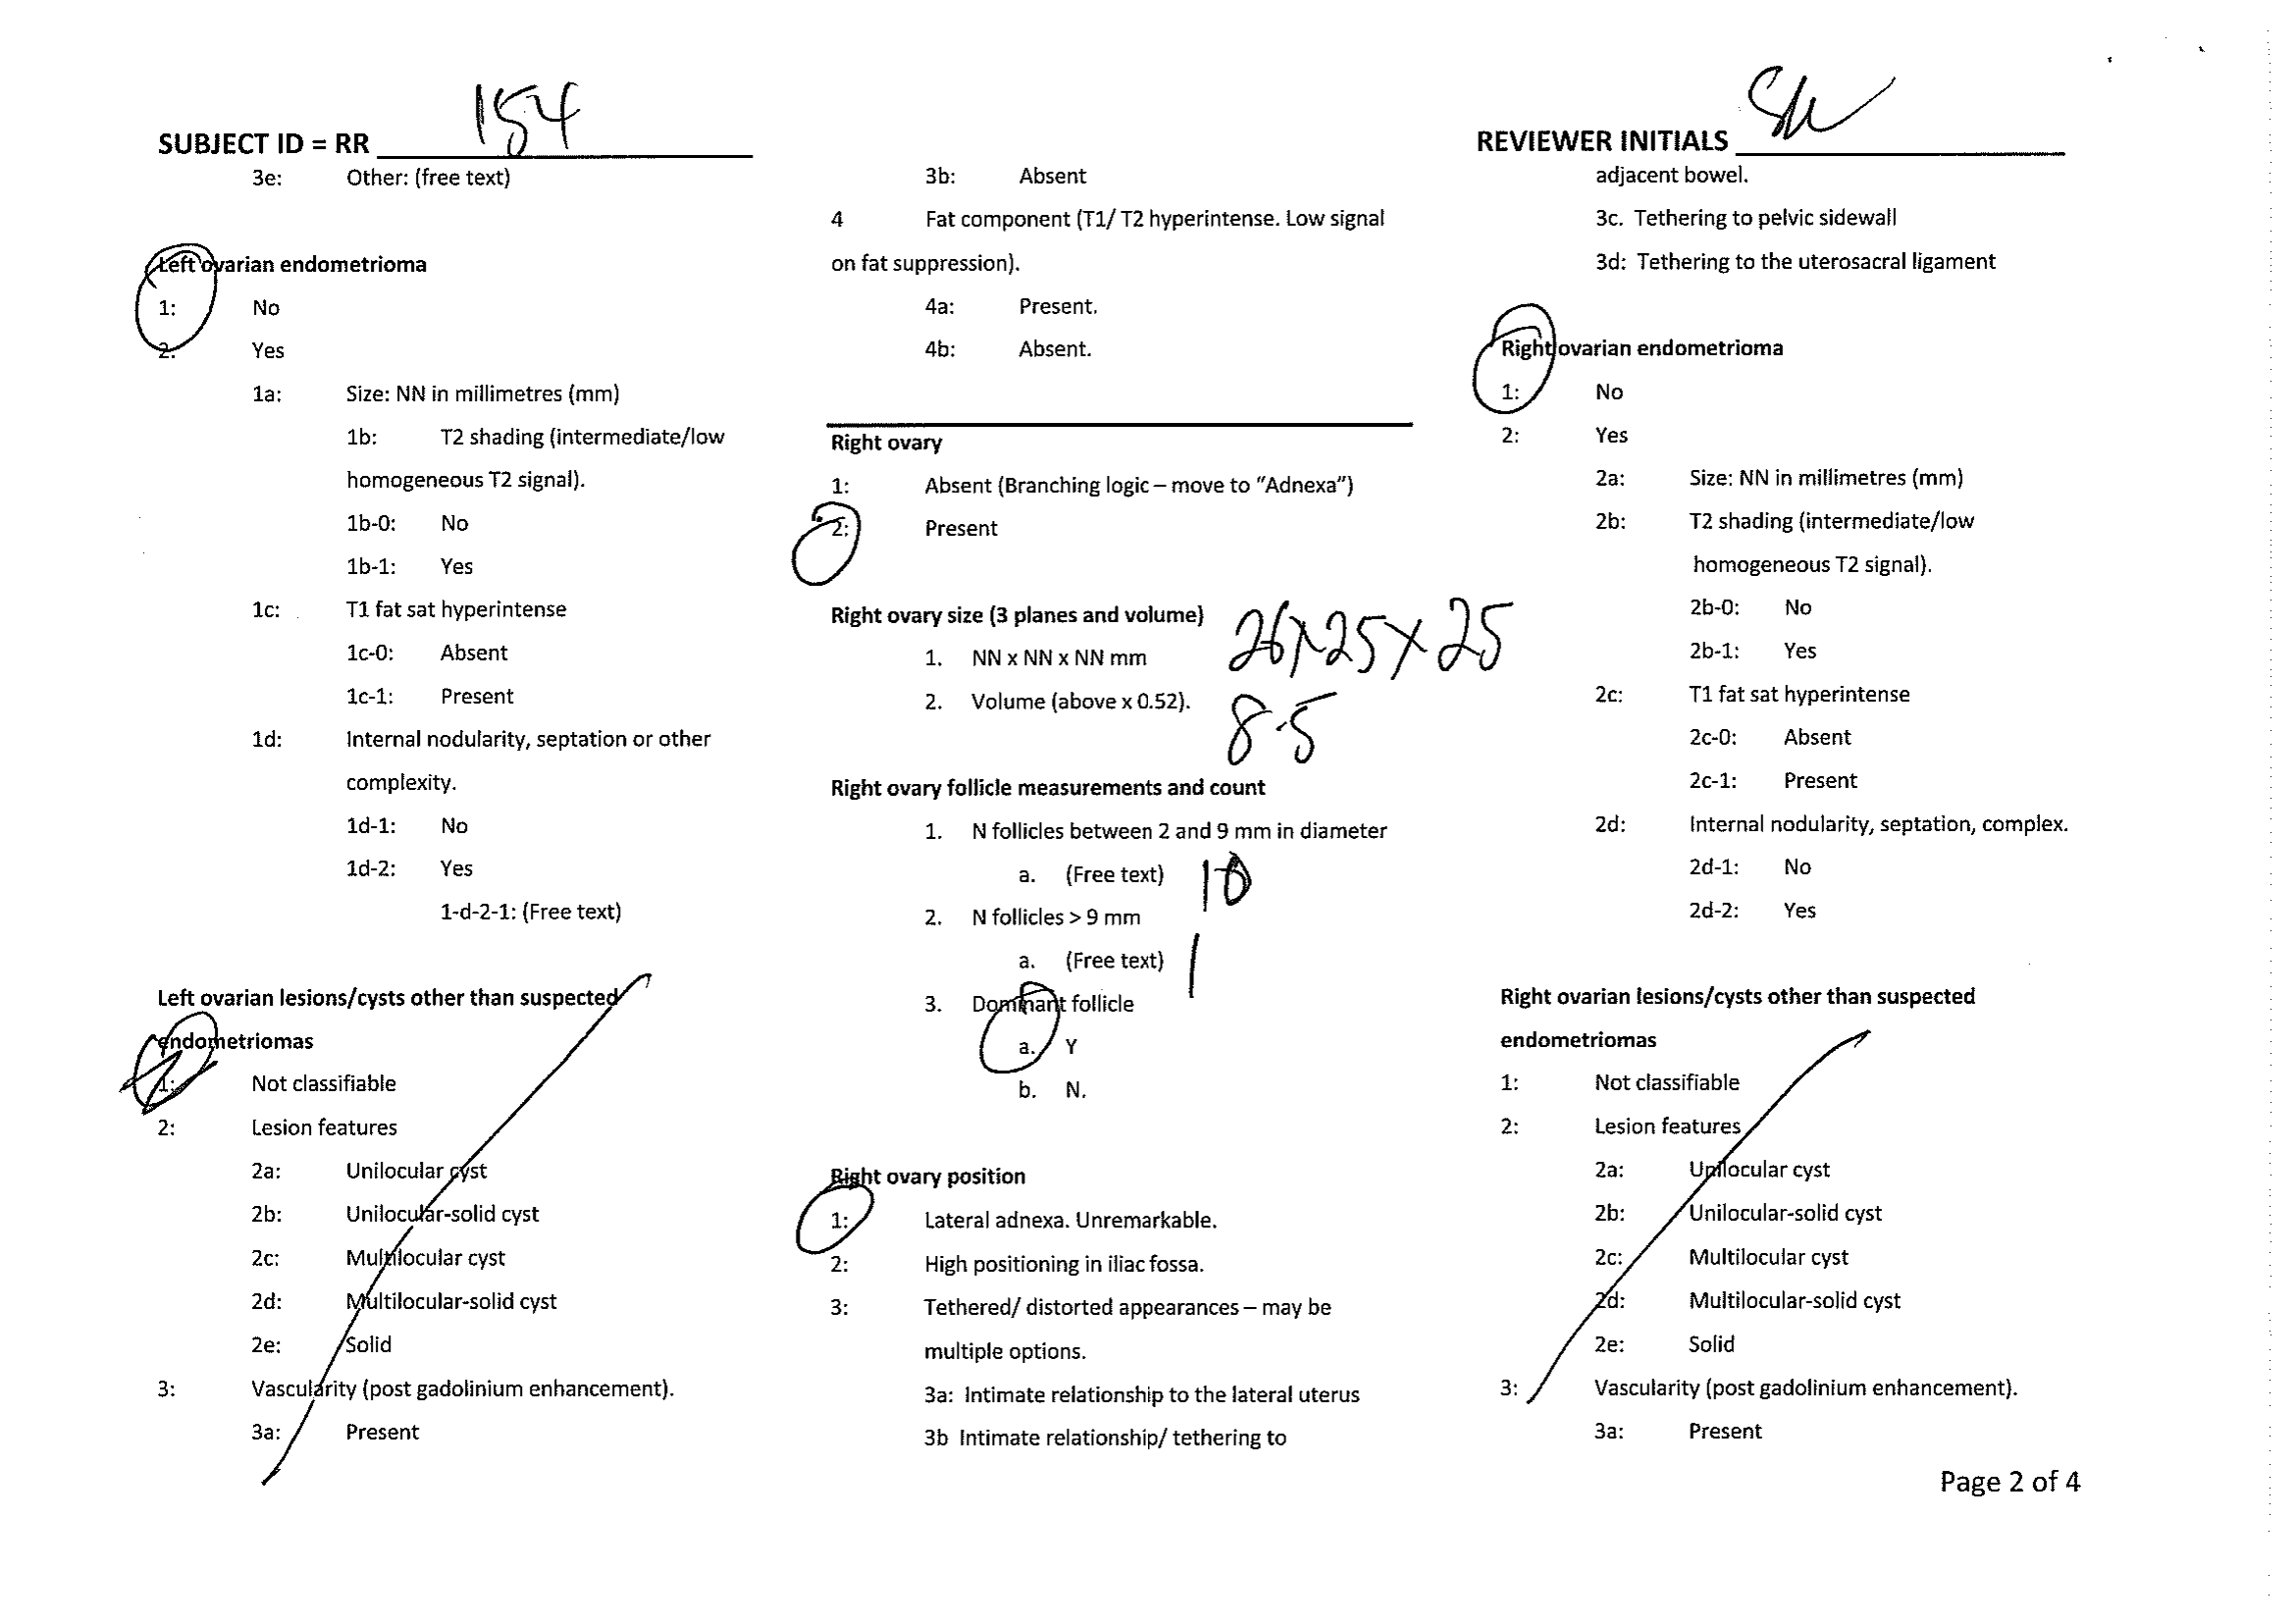 SUBJECT ID = RR 154
REVIEWER INITIALS
3e: Other: (free text)
Left ovarian endometrioma
1: No
2: Yes
1a: Size: NN in millimetres (mm)
1b: T2 shading (intermediate/low
homogeneous T2 signal).
1b-0: No
1b-1: Yes
1c: T1 fat sat hyperintense
1c-0: Absent
1c-1: Present
1d: Internal nodularity, septation or other
complexity.
1d-1: No
1d-2: Yes
1-d-2-1: (Free text)
Left ovarian lesions/cysts other than suspected
endometriomas
1: Not classifiable
2: Lesion features
2a: Unilocular cyst
2b: Unilocular-solid cyst
2c: Multilocular cyst
2d: Multilocular-solid cyst
2e: Solid
3: Vascularity (post gadolinium enhancement).
3a: Present
3b: Absent
4 Fat component (T1/ T2 hyperintense. Low signal
on fat suppression).
4a: Present.
4b: Absent.
Right ovary
1: Absent (Branching logic – move to “Adnexa”)
2: Present
Right ovary size (3 planes and volume)
1. NN x NN x NN mm 26x25x25
2. Volume (above x 0.52). 8.5
Right ovary follicle measurements and count
1. N follicles between 2 and 9 mm in diameter
a. (Free text) 10
2. N follicles > 9 mm
a. (Free text) 1
3. Dominant follicle
a. Y
b. N.
Right ovary position
1: Lateral adnexa. Unremarkable.
2: High positioning in iliac fossa.
3: Tethered/ distorted appearances – may be
multiple options.
3a: Intimate relationship to the lateral uterus
3b Intimate relationship/ tethering to
adjacent bowel.
3c. Tethering to pelvic sidewall
3d: Tethering to the uterosacral ligament
Right ovarian endometrioma
1: No
2: Yes
2a: Size: NN in millimetres (mm)
2b: T2 shading (intermediate/low
homogeneous T2 signal).
2b-0: No
2b-1: Yes
2c: T1 fat sat hyperintense
2c-0: Absent
2c-1: Present
2d: Internal nodularity, septation, complex.
2d-1: No
2d-2: Yes
Right ovarian lesions/cysts other than suspected
endometriomas
1: Not classifiable
2: Lesion features
2a: Unilocular cyst
2b: Unilocular-solid cyst
2c: Multilocular cyst
2d: Multilocular-solid cyst
2e: Solid
3: Vascularity (post gadolinium enhancement).
3a: Present
Page 2 of 4